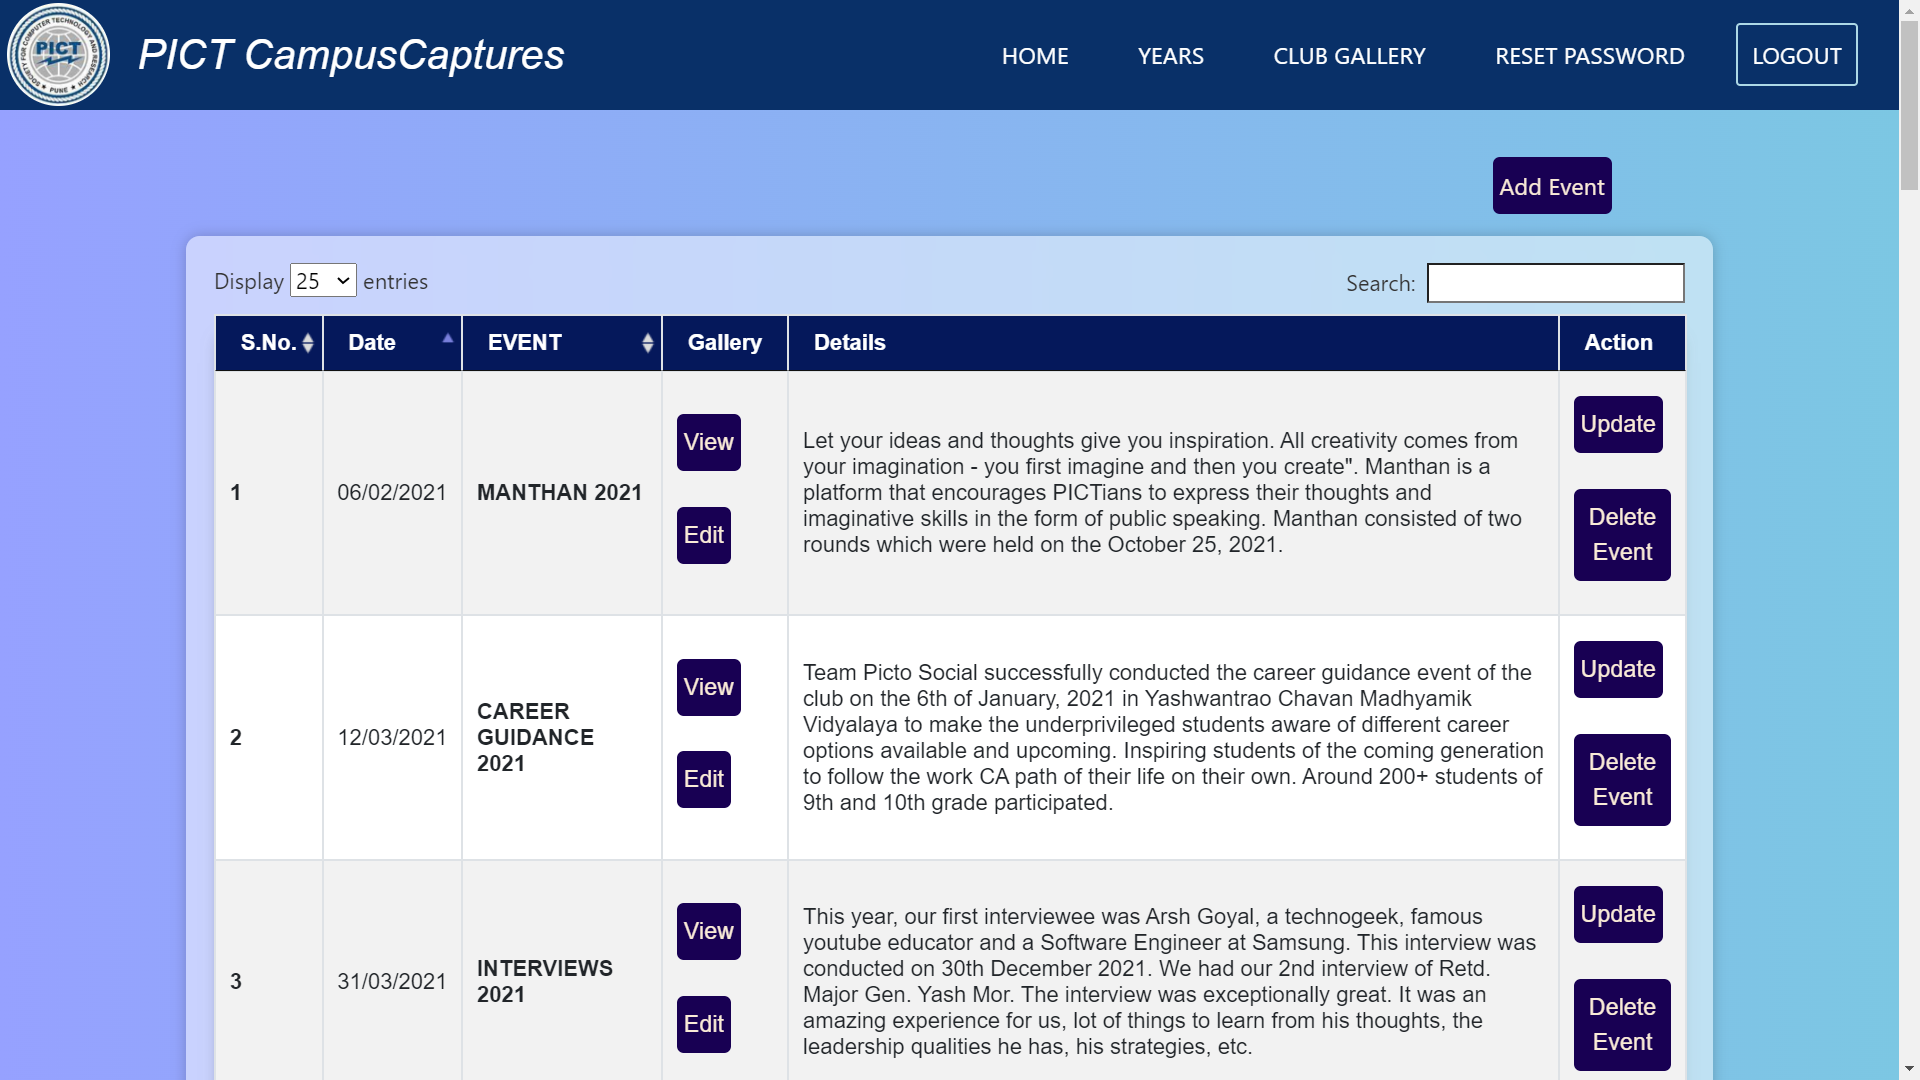 SOCIETY FOR COMPUTER TECHNOLOGY AND RESEARCH
PICT
PUNE
PICT CampusCaptures
HOME
YEARS
CLUB GALLERY
RESET PASSWORD
LOGOUT
Add Event
Display 25 entries
Search:
S.No.
Date
EVENT
Gallery
Details
Action
1
06/02/2021
MANTHAN 2021
View
Edit
Let your ideas and thoughts give you inspiration. All creativity comes from
your imagination - you first imagine and then you create". Manthan is a
platform that encourages PICTians to express their thoughts and
imaginative skills in the form of public speaking. Manthan consisted of two
rounds which were held on the October 25, 2021.
Update
Delete
Event
2
12/03/2021
CAREER
GUIDANCE
2021
View
Edit
Team Picto Social successfully conducted the career guidance event of the
club on the 6th of January, 2021 in Yashwantrao Chavan Madhyamik
Vidyalaya to make the underprivileged students aware of different career
options available and upcoming. Inspiring students of the coming generation
to follow the work CA path of their life on their own. Around 200+ students of
9th and 10th grade participated.
Update
Delete
Event
3
31/03/2021
INTERVIEWS
2021
View
Edit
This year, our first interviewee was Arsh Goyal, a technogeek, famous
youtube educator and a Software Engineer at Samsung. This interview was
conducted on 30th December 2021. We had our 2nd interview of Retd.
Major Gen. Yash Mor. The interview was exceptionally great. It was an
amazing experience for us, lot of things to learn from his thoughts, the
leadership qualities he has, his strategies, etc.
Update
Delete
Event